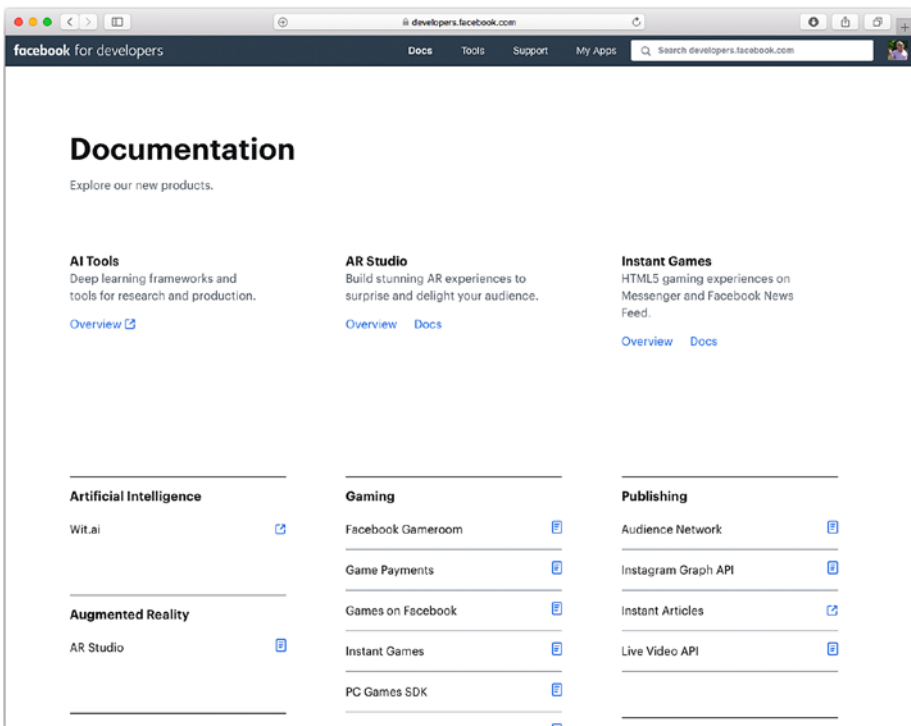 developers.facebook.com
facebook for developers
Docs Tools Support My Apps Search developers.facebook.com
Documentation
Explore our new products.
AI Tools
Deep learning frameworks and
tools for research and production.
Overview
AR Studio
Build stunning AR experiences to
surprise and delight your audience.
Overview Docs
Instant Games
HTML5 gaming experiences on
Messenger and Facebook News
Feed.
Overview Docs
Artificial Intelligence
Wit.ai
Augmented Reality
AR Studio
Gaming
Facebook Gameroom
Game Payments
Games on Facebook
Instant Games
PC Games SDK
Publishing
Audience Network
Instagram Graph API
Instant Articles
Live Video API